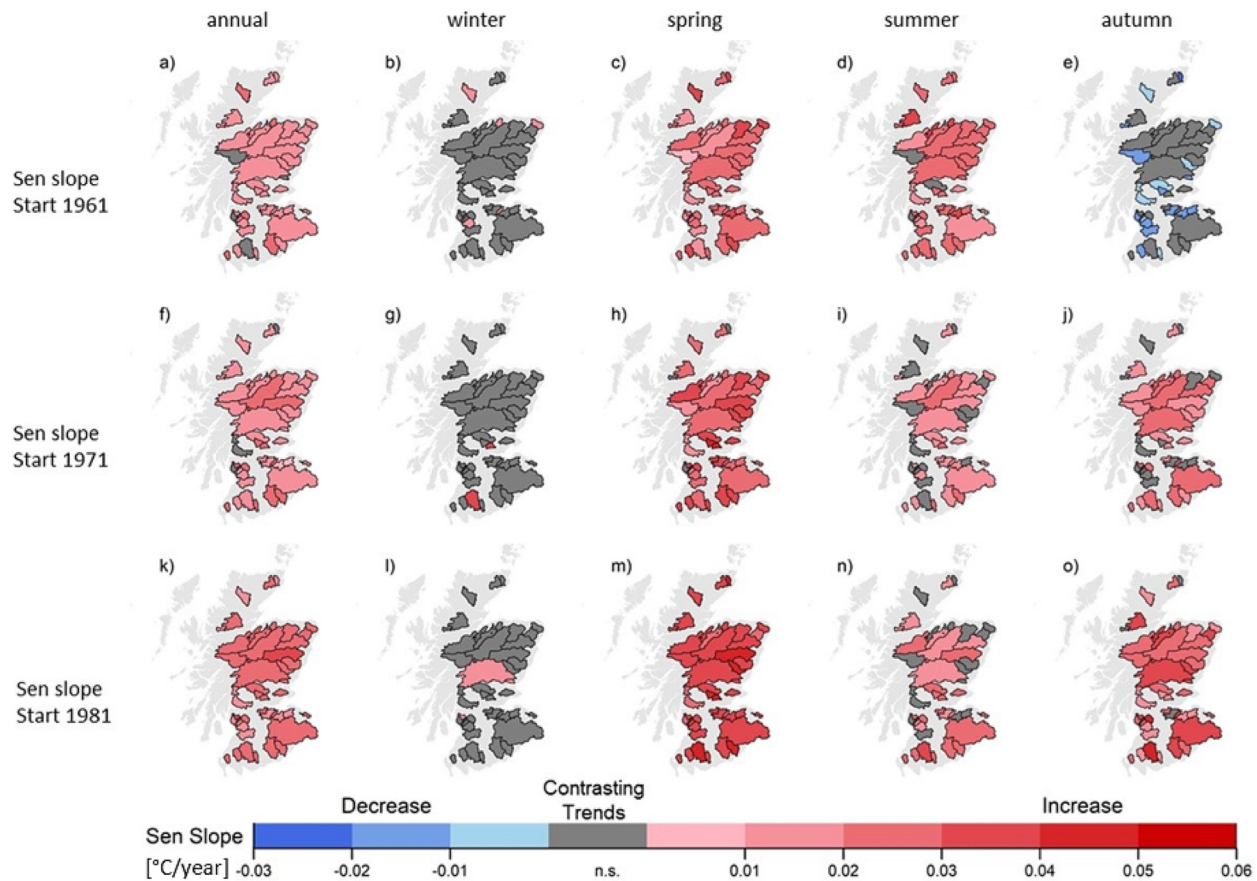 annual winter spring summer autumn
a) b) c) d) e)
Sen slope
Start 1961
f) g) h) i) j)
Sen slope
Start 1971
k) l) m) n) o)
Sen slope
Start 1981
Decrease Contrasting Trends Increase
Sen Slope
[°C/year] -0.03 -0.02 -0.01 n.s. 0.01 0.02 0.03 0.04 0.05 0.06